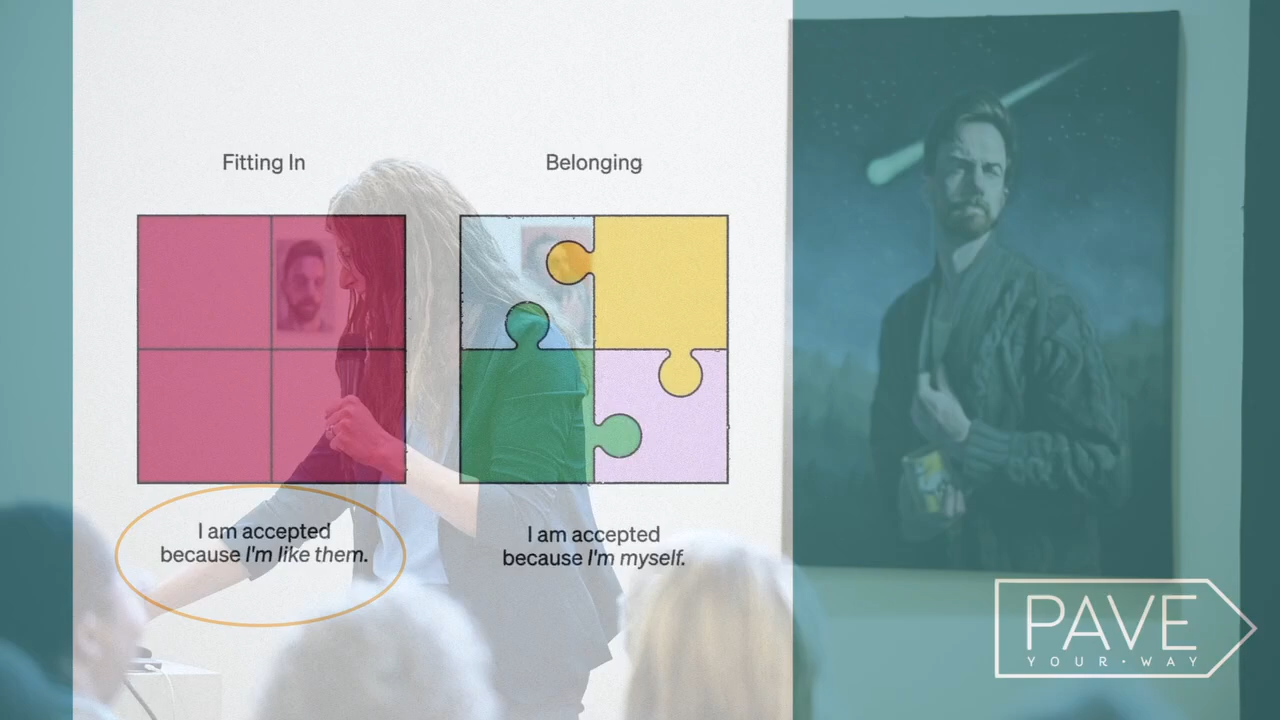 Fitting In
Belonging
I am accepted
because I'm like them.
I am accepted
because I'm myself.
PAVE
YOUR·WAY